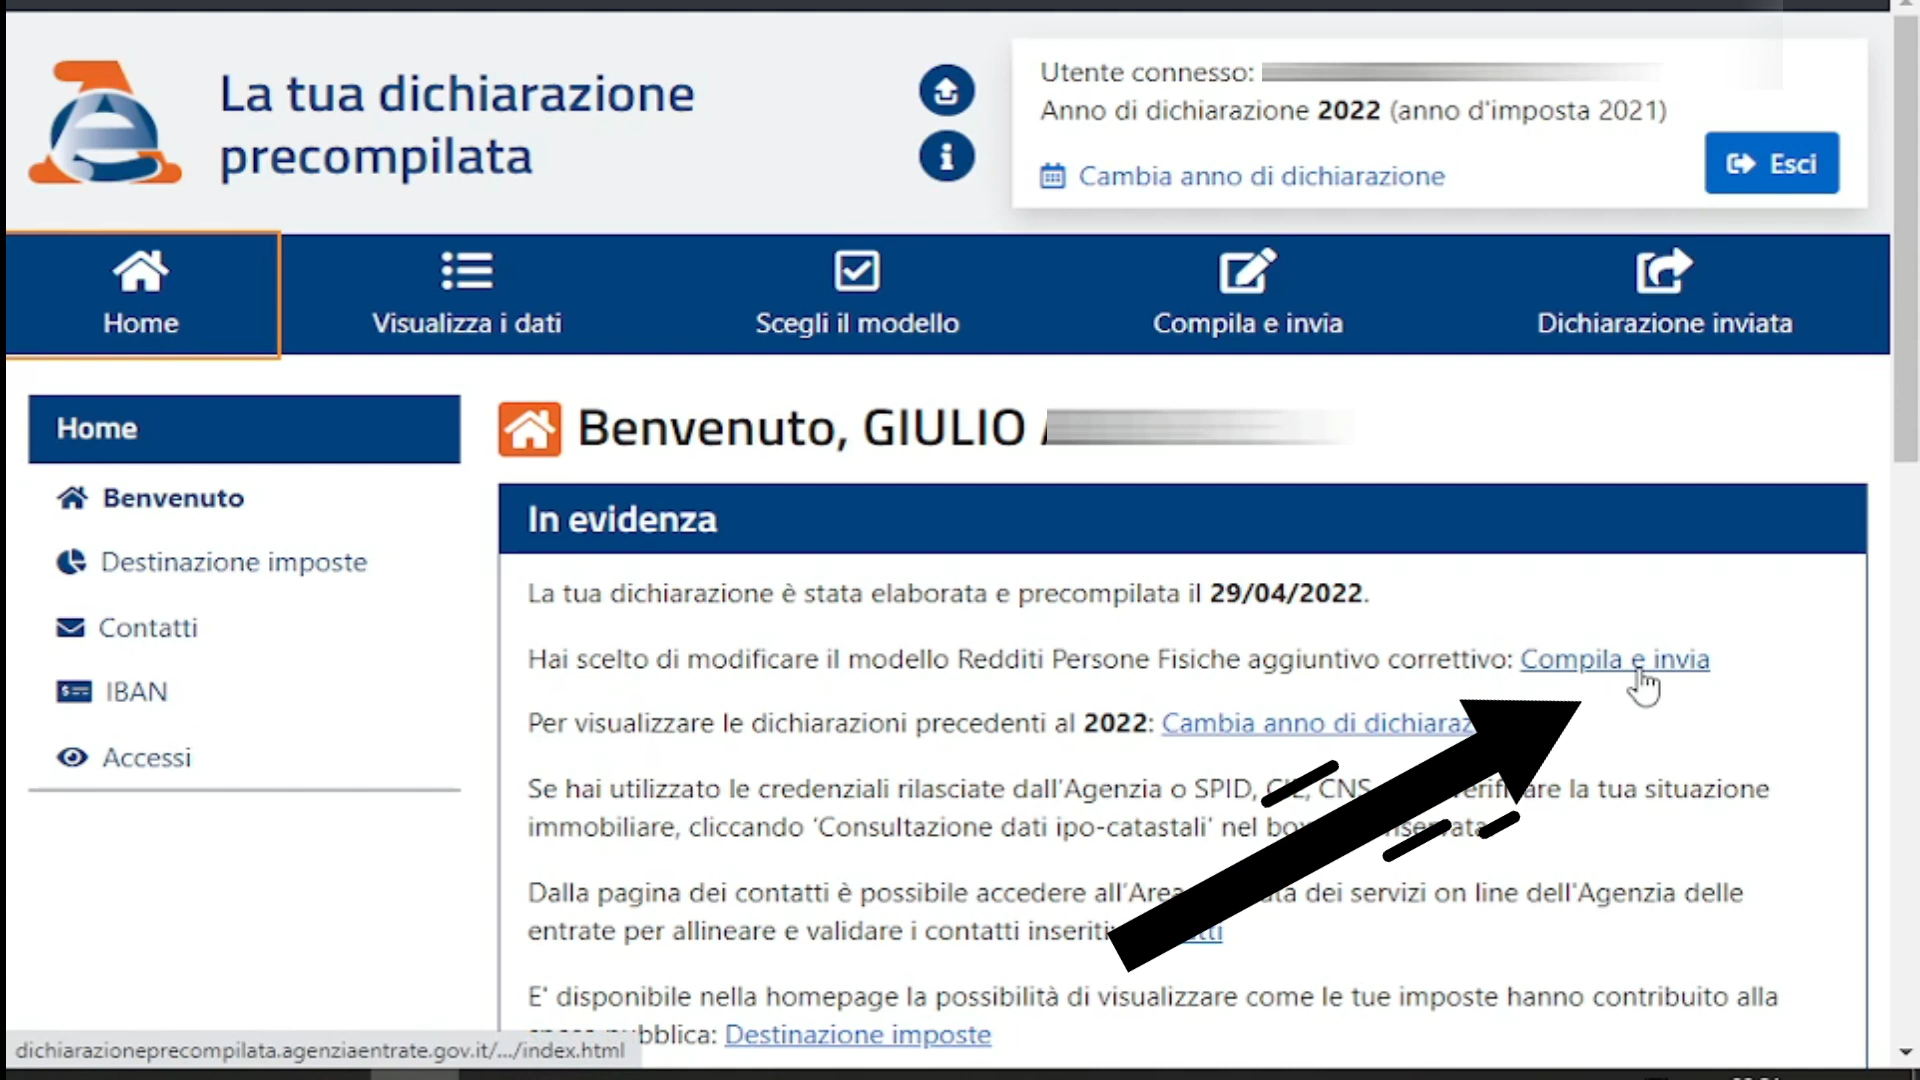 La tua dichiarazione
precompilata
Utente connesso:
Anno di dichiarazione 2022 (anno d'imposta 2021)
Cambia anno di dichiarazione
Esci
Home
Visualizza i dati
Scegli il modello
Compila e invia
Dichiarazione inviata
Home
Benvenuto
Destinazione imposte
Contatti
IBAN
Accessi
Benvenuto, GIULIO
In evidenza
La tua dichiarazione è stata elaborata e precompilata il 29/04/2022.
Hai scelto di modificare il modello Redditi Persone Fisiche aggiuntivo correttivo: Compila e invia
Per visualizzare le dichiarazioni precedenti al 2022: Cambia anno di
Se hai utilizzato le credenziali rilasciate dall'Agenzia o SPID, CIE, CNS la tua situazione
immobiliare, cliccando 'Consultazione dati ipo-catastali' nel
Dalla pagina dei contatti è possibile accedere dei servizi on line dell'Agenzia delle
entrate per allineare e validare i contatti
E' disponibile nella homepage la possibilità di visualizzare come le tue imposte hanno contribuito alla
Destinazione imposte
dichiarazioneprecompilata.agenziaentrate.gov.it/.../index.html